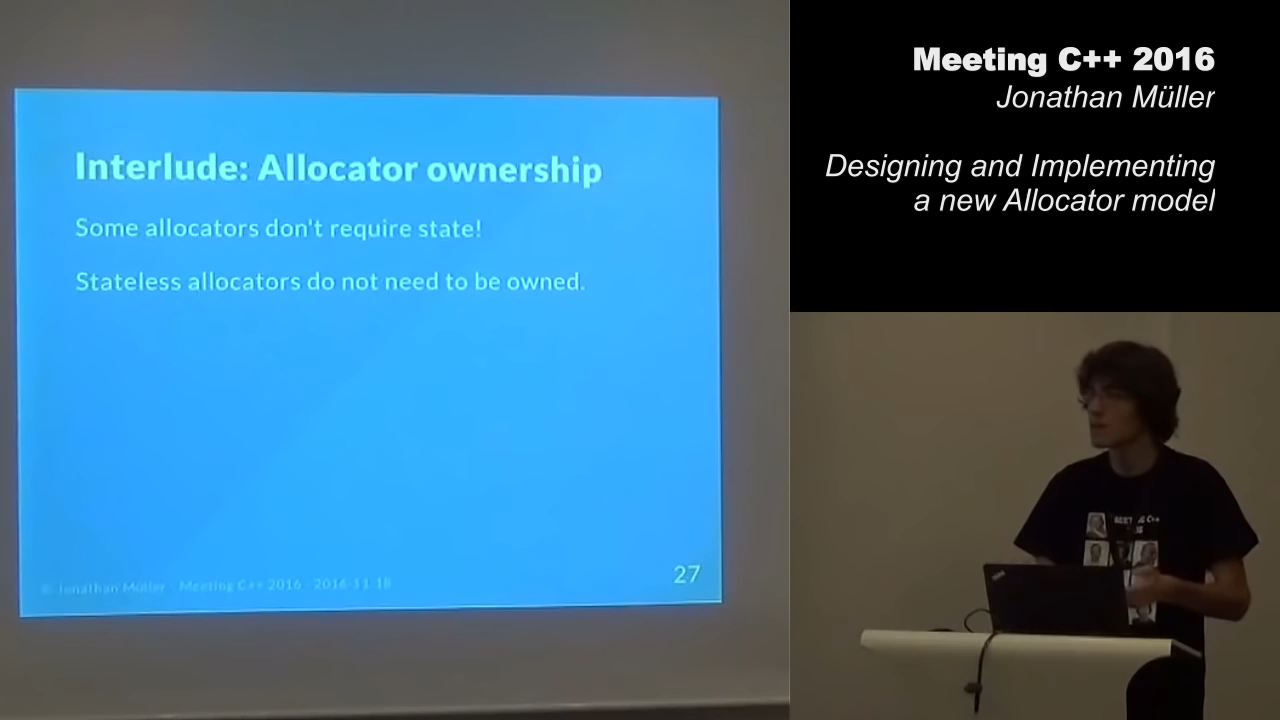 Interlude: Allocator ownership
Some allocators don't require state!
Stateless allocators do not need to be owned.
© Jonathan Müller - Meeting C++ 2016 - 2016-11-18
27
Meeting C++ 2016
Jonathan Müller
Designing and Implementing
a new Allocator model